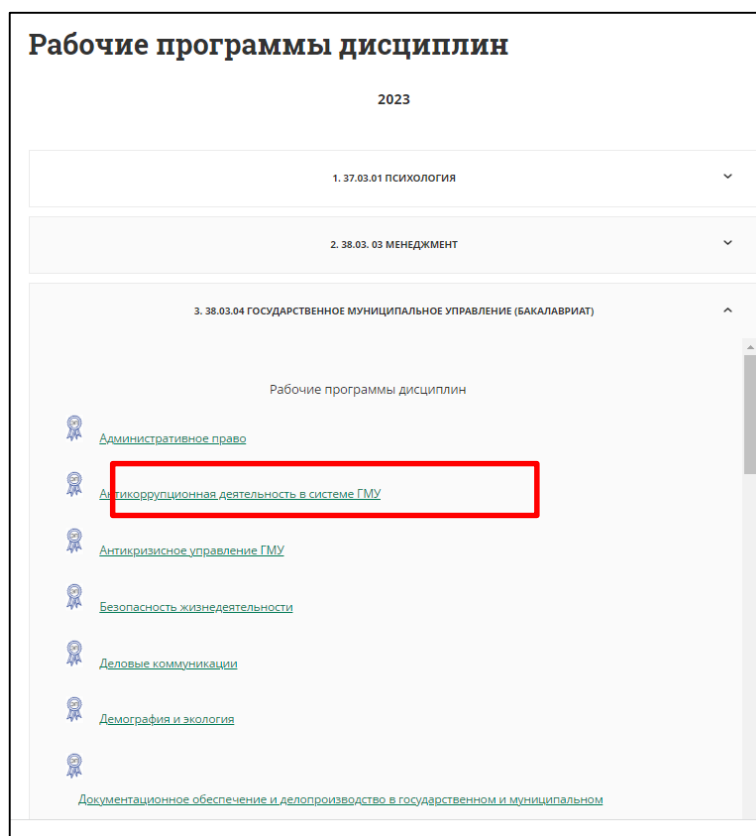 Рабочие программы дисциплин
2023
1. 37.03.01 ПСИХОЛОГИЯ
2. 38.03. 03 МЕНЕДЖМЕНТ
3. 38.03.04 ГОСУДАРСТВЕННОЕ МУНИЦИПАЛЬНОЕ УПРАВЛЕНИЕ (БАКАЛАВРИАТ)
Рабочие программы дисциплин
Административное право
Антикоррупционная деятельность в системе ГМУ
Антикризисное управление ГМУ
Безопасность жизнедеятельности
Деловые коммуникации
Демография и экология
Документационное обеспечение и делопроизводство в государственном и муниципальном